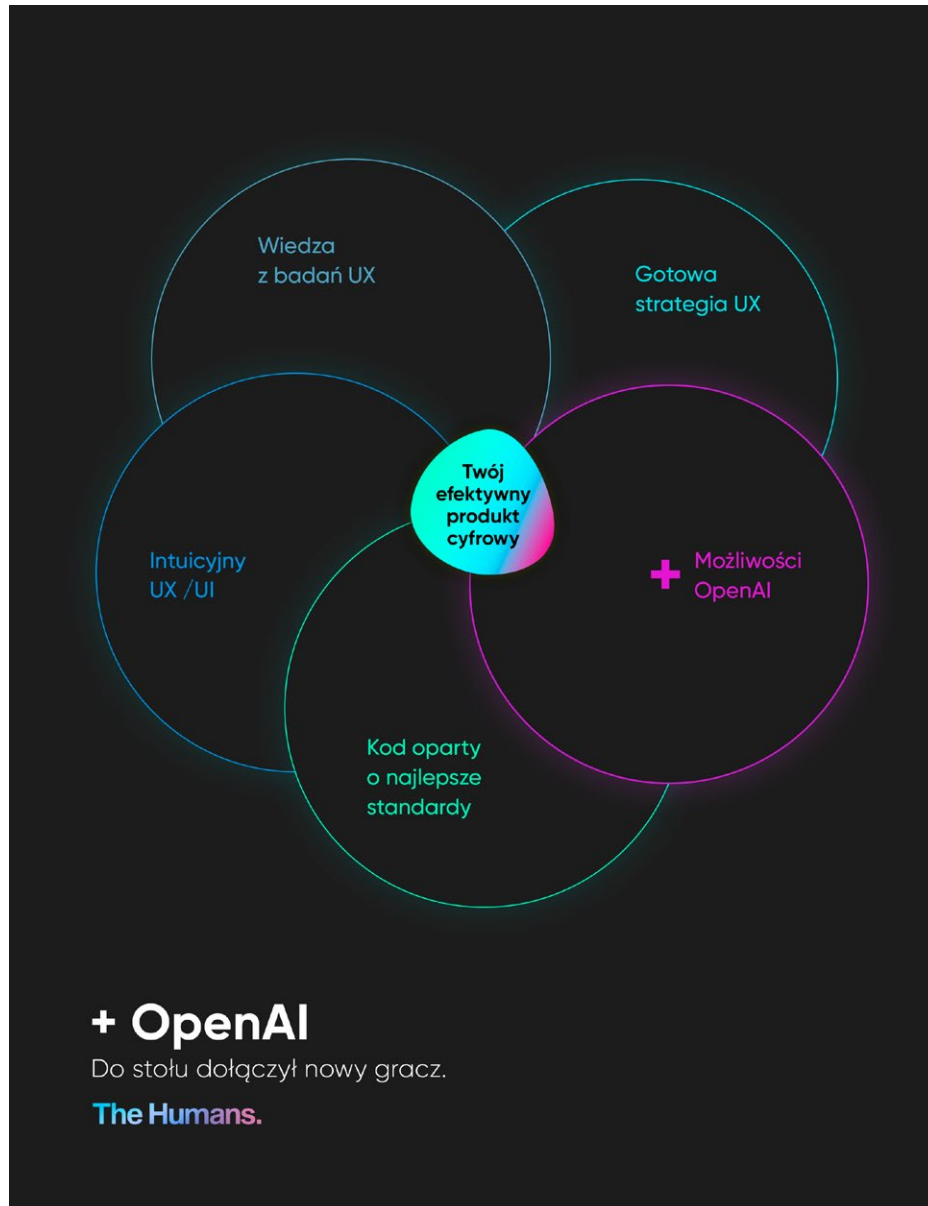 Wiedza
z badań UX
Gotowa
strategia UX
Twój
efektywny
produkt
cyfrowy
Intuicyjny
UX /UI
+ Możliwości
OpenAI
Kod oparty
o najlepsze
standardy
+ OpenAI
Do stołu dołączył nowy gracz.
The Humans.